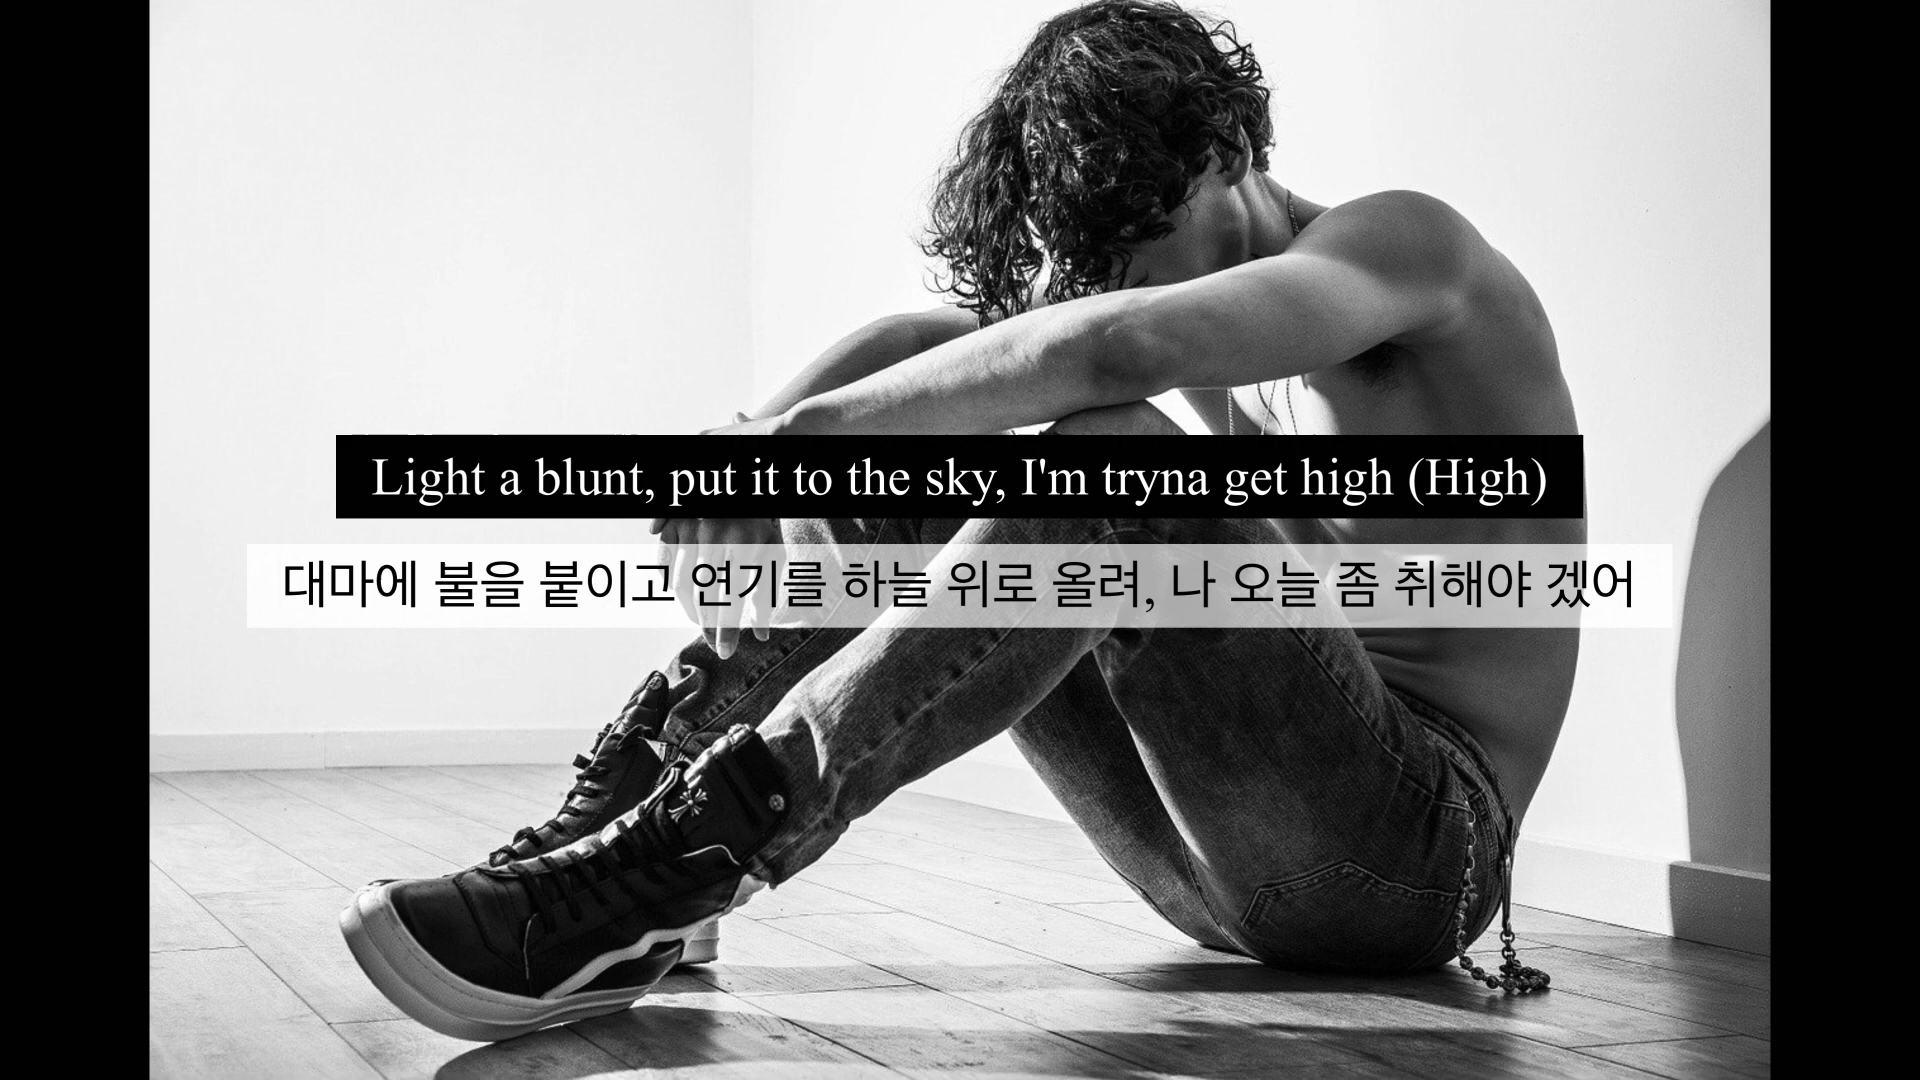 Light a blunt, put it to the sky, I'm tryna get high (High)
대마에 불을 붙이고 연기를 하늘 위로 올려, 나 오늘 좀 취해야 겠어